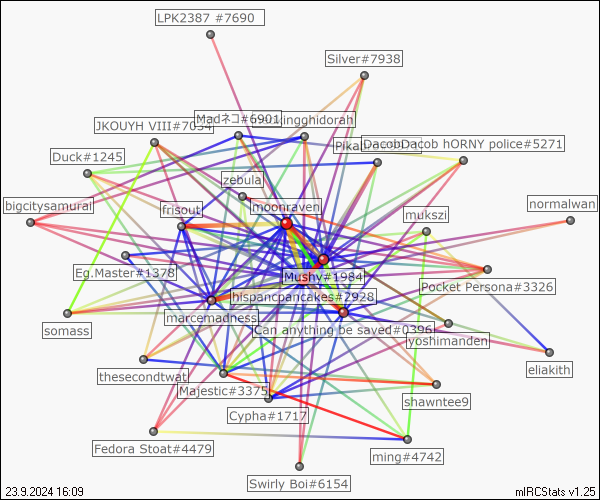 LPK2387 #7690
Silver#7938
Madネコ#6901
kingghidorah
JKOUYH VIII#7034
DacobDacob hORNY police#5271
Duck#1245
zebula
bigcitysamurai
frisout
moonraven
mukszi
normalwan
Eg.Master#1378
Mushy#1984
Pocket Persona#3326
hispancpancakes#2928
somass
marcemadness
Can anything be saved#0396
yoshimanden
thesecondtwat
Majestic#3375
eliakith
Cypha#1717
shawntee9
Fedora Stoat#4479
ming#4742
Swirly Boi#6154
23.9.2024 16:09
mIRCStats v1.25